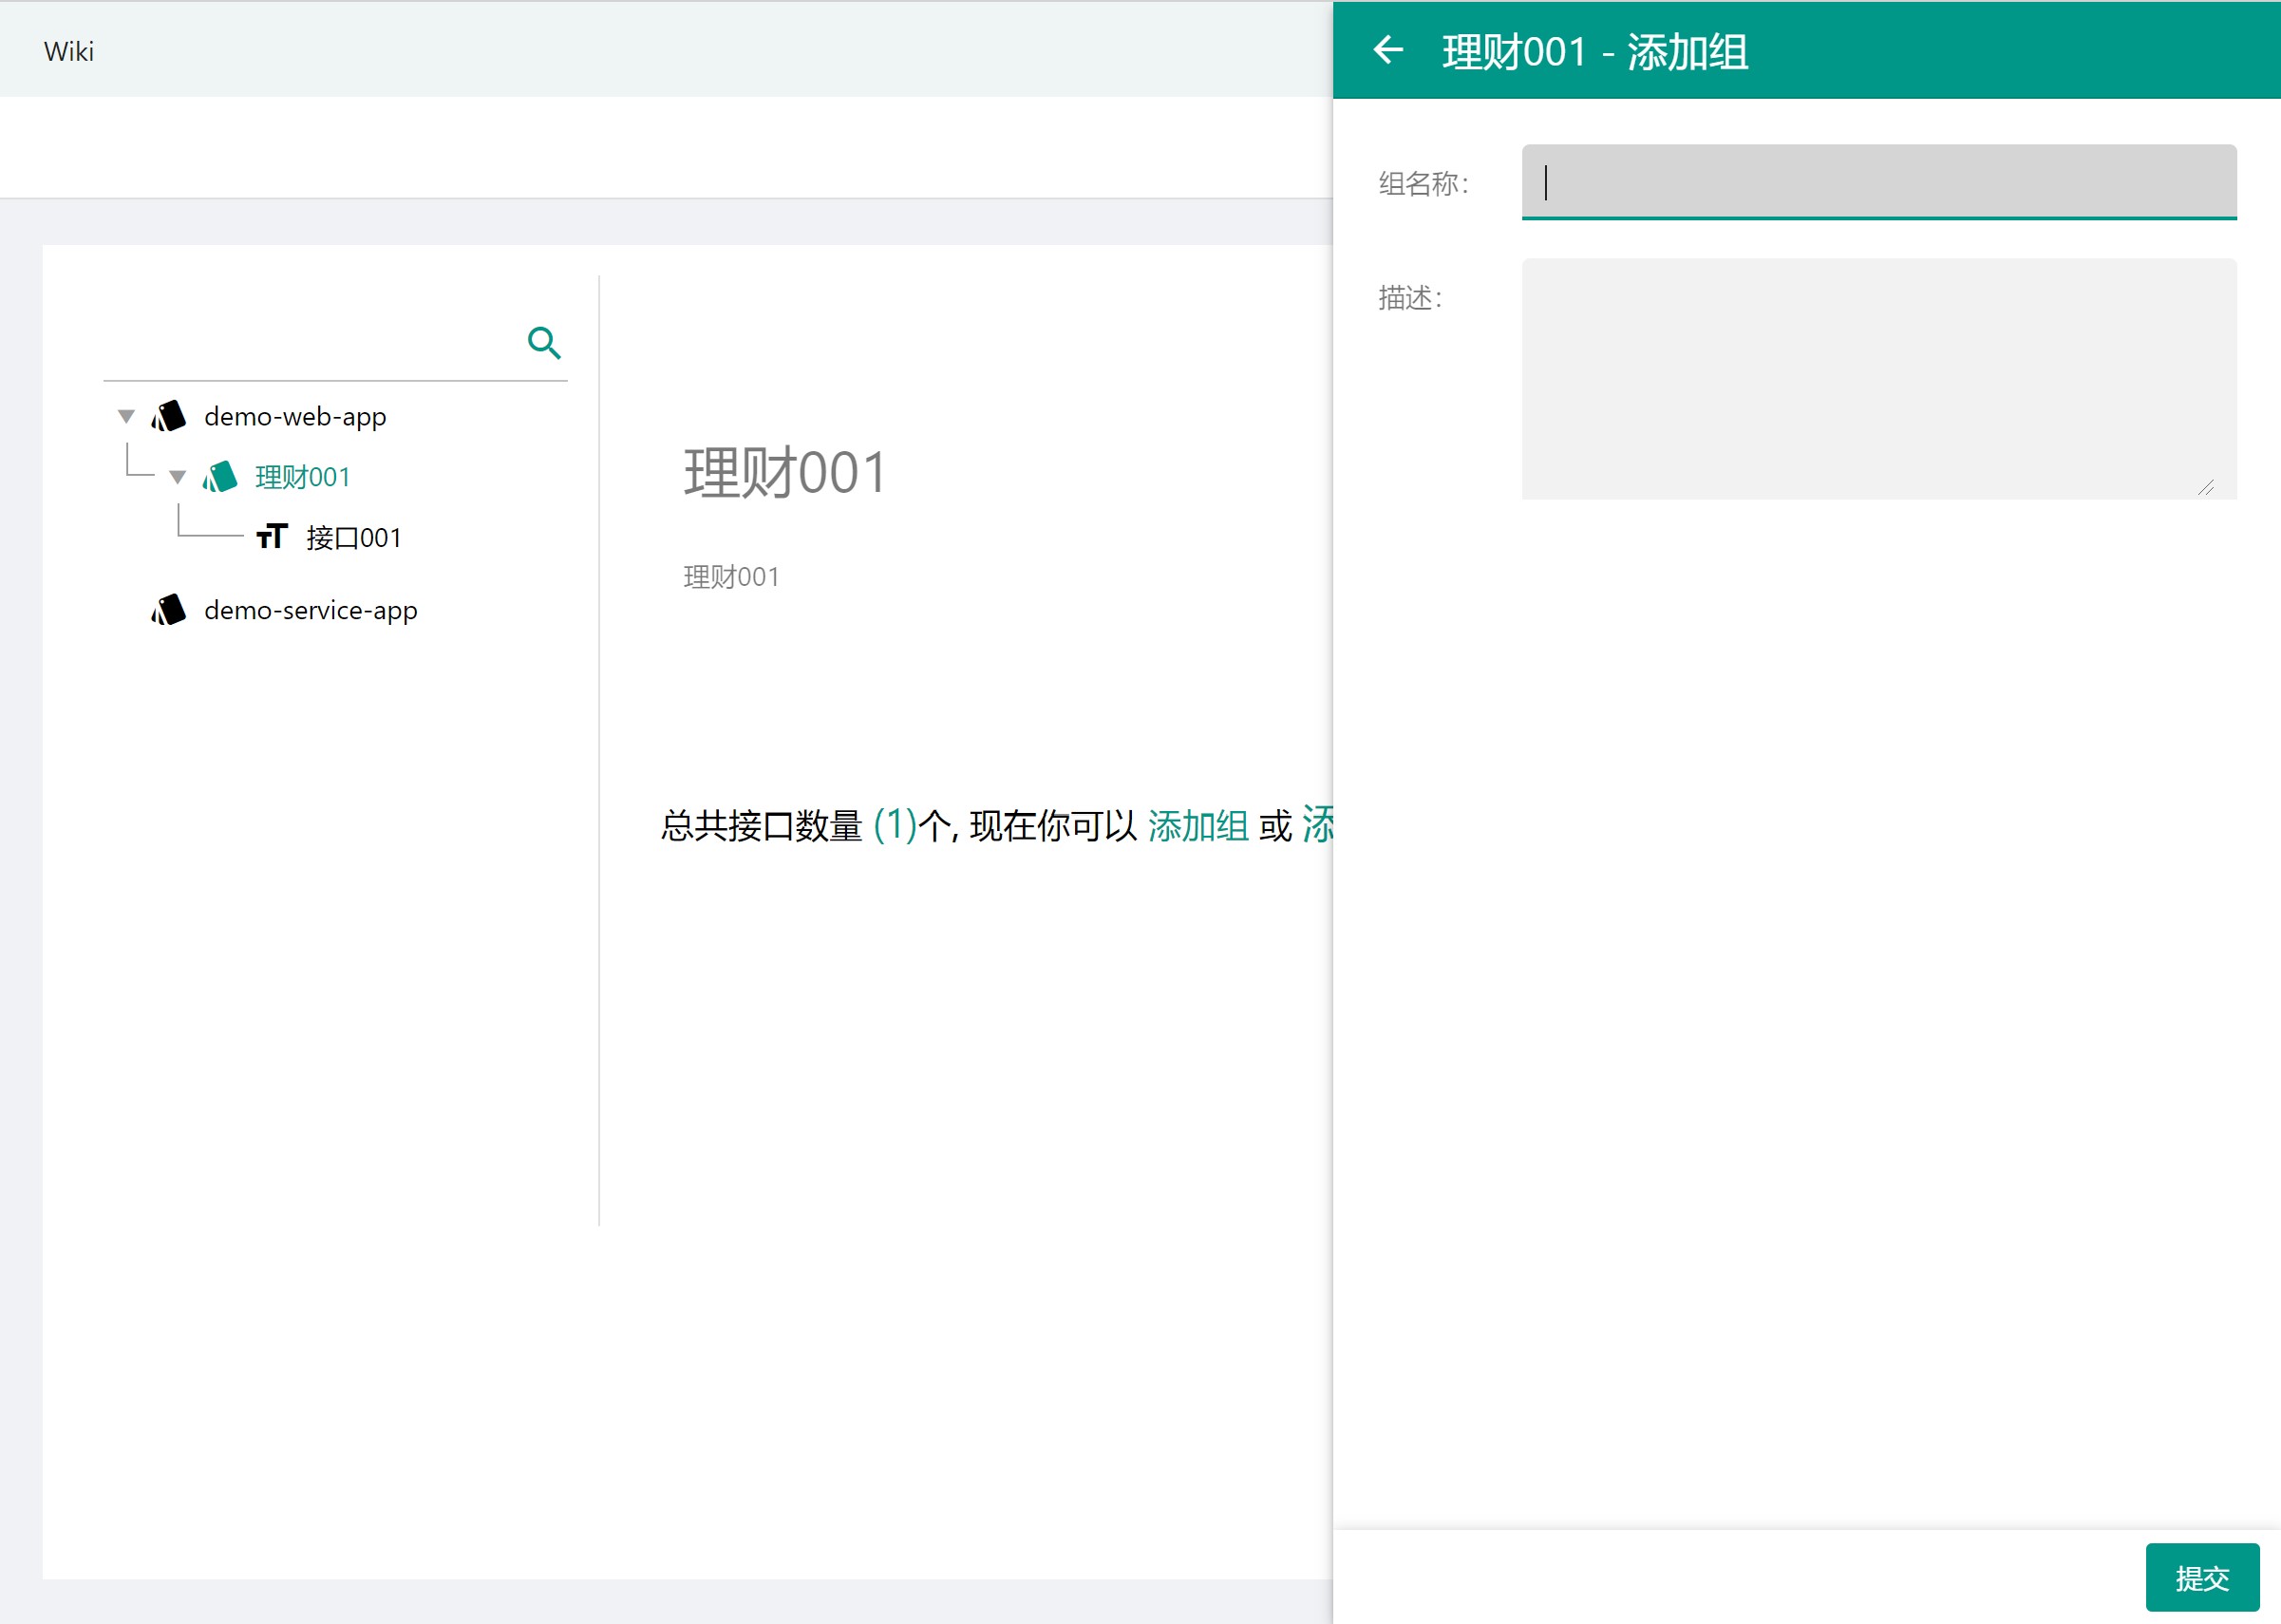 Wiki
demo-web-app
理财001
接口001
demo-service-app
理财001
理财001
总共接口数量 (1)个, 现在你可以 添加组 或 添
理财001 - 添加组
组名称：
描述：
提交